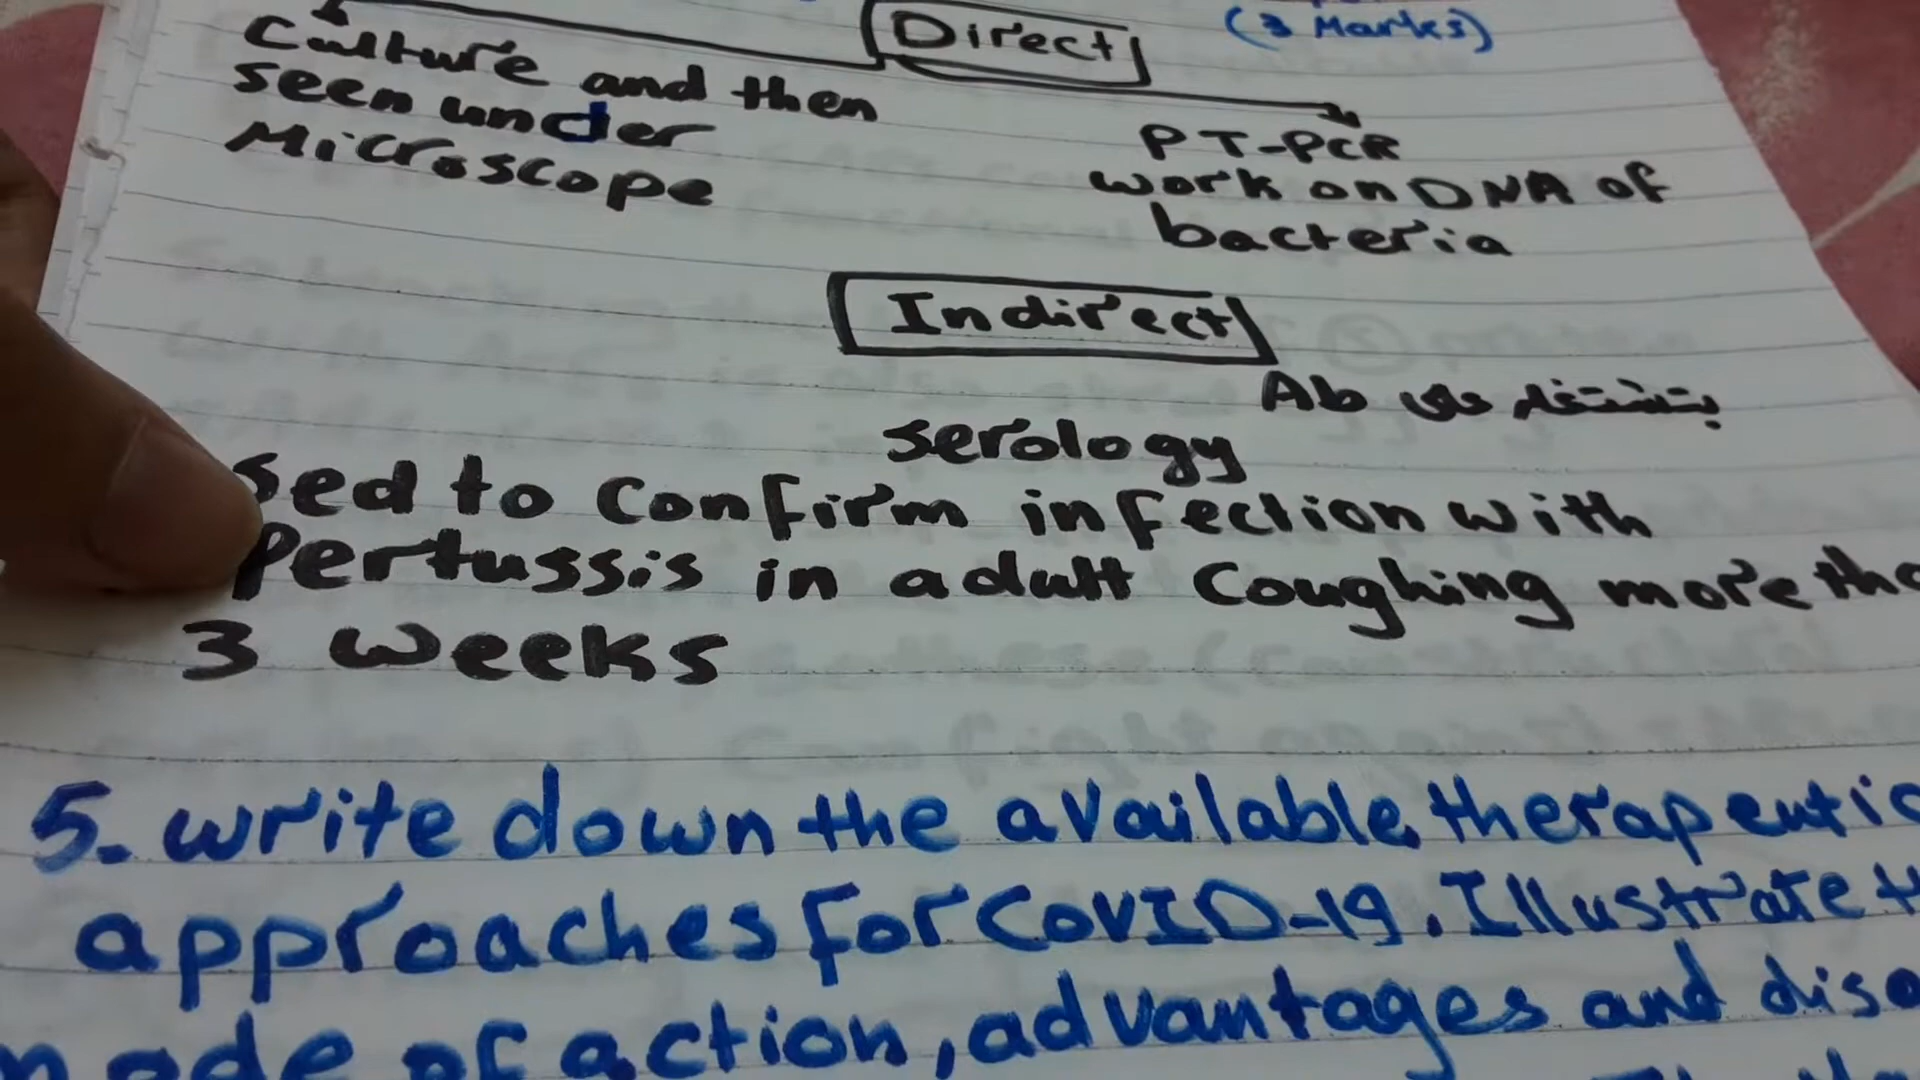 Direct
(3 Marks)
Culture and then
seen under
Microscope
PT-PCR
work on DNA of
bacteria
Indirect
بتشتغل على Ab
serology
sed to confirm infection with
Pertussis in adult coughing more tha
3 weeks
5. write down the available therapeutic
approaches for COVID-19. Illustrate t
mode of action, advantages and disa